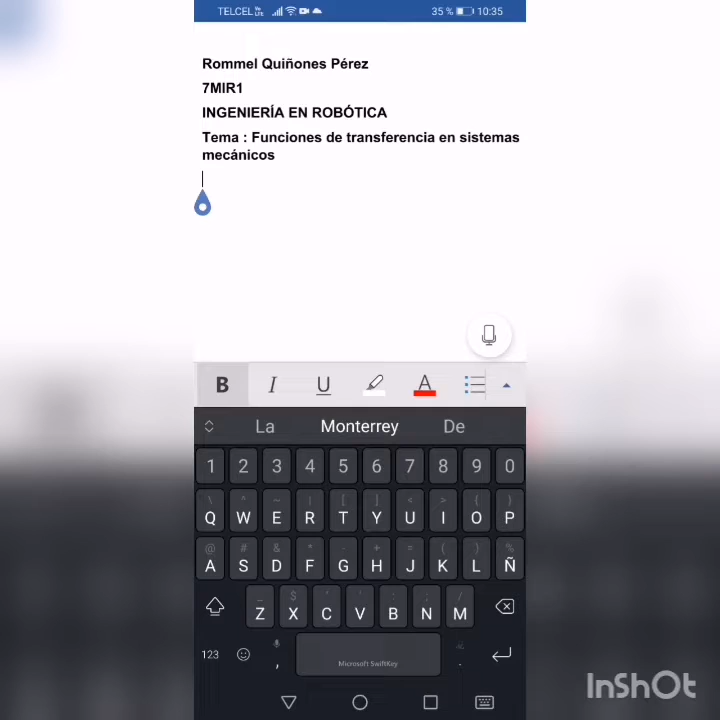 TELCEL VoLTE 35 % 10:35
Rommel Quiñones Pérez
7MIR1
INGENIERÍA EN ROBÓTICA
Tema : Funciones de transferencia en sistemas
mecánicos
B I U A
La Monterrey De
1 2 3 4 5 6 7 8 9 0
\ ^ ~ | [ ] < > { }
Q W E R T Y U I O P
@ # & * - + = ( ) %
A S D F G H J K L Ñ
_ $ " ' : ; /
Z X C V B N M
123 , Microsoft SwiftKey .
InShOt